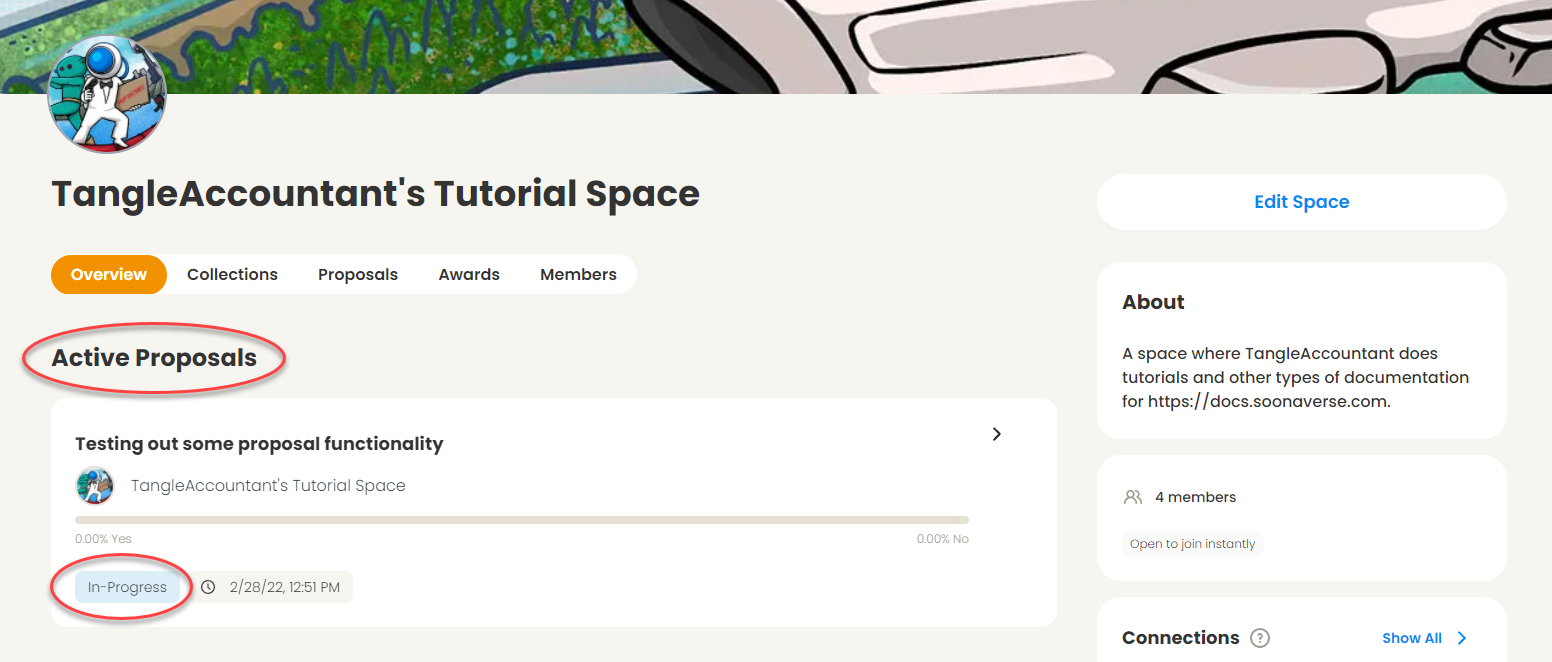 TangleAccountant's Tutorial Space
Edit Space
Overview Collections Proposals Awards Members
Active Proposals
Testing out some proposal functionality
TangleAccountant's Tutorial Space
0.00% Yes 0.00% No
In-Progress 2/28/22, 12:51 PM
About
A space where TangleAccountant does
tutorials and other types of documentation
for https://docs.soonaverse.com.
4 members
Open to join instantly
Connections ? Show All